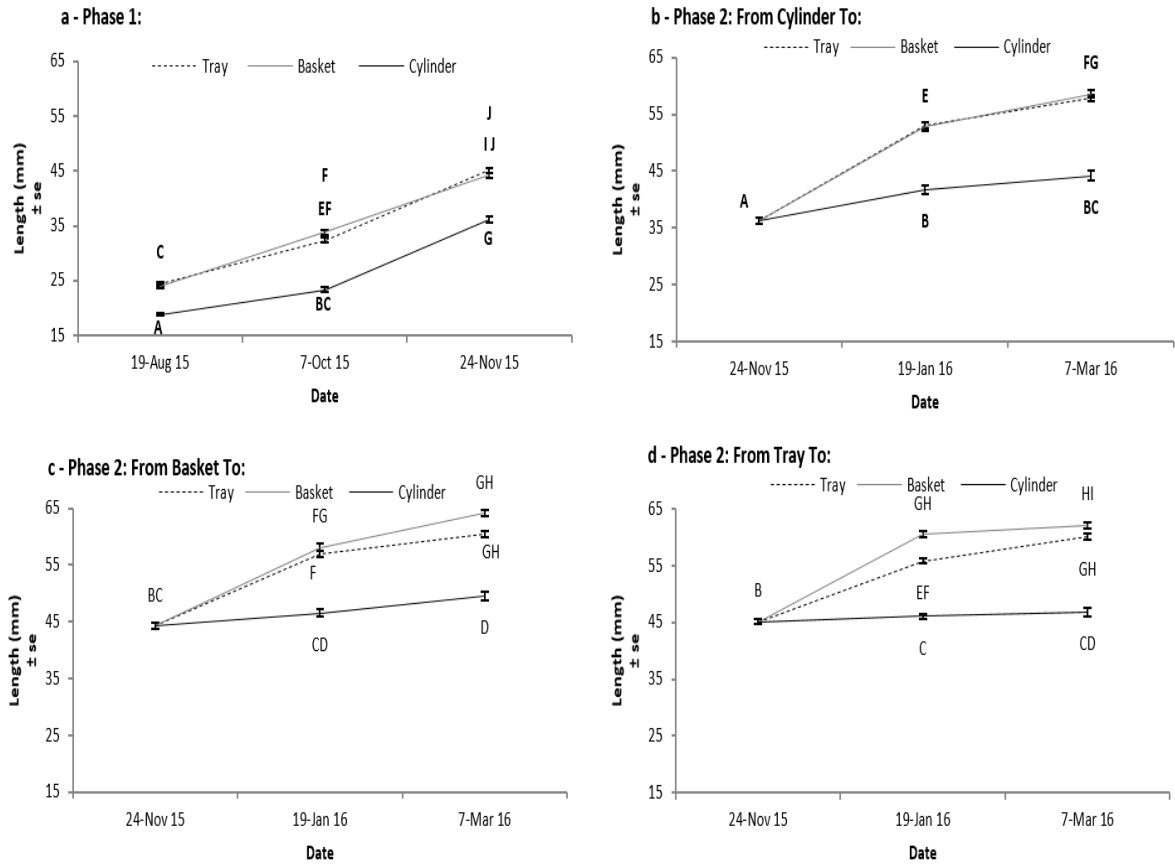 a - Phase 1:
Tray Basket Cylinder
65
55
45
35
25
15
Length (mm)
± se
C
A
F
EF
BC
J
I J
G
19-Aug 15 7-Oct 15 24-Nov 15
Date
b - Phase 2: From Cylinder To:
Tray Basket Cylinder
65
55
45
35
25
15
Length (mm)
± se
A
E
B
FG
BC
24-Nov 15 19-Jan 16 7-Mar 16
Date
c - Phase 2: From Basket To:
Tray Basket Cylinder
65
55
45
35
25
15
Length (mm)
± se
BC
FG
F
CD
GH
GH
D
24-Nov 15 19-Jan 16 7-Mar 16
Date
d - Phase 2: From Tray To:
Tray Basket Cylinder
65
55
45
35
25
15
Length (mm)
± se
B
GH
EF
C
HI
GH
CD
24-Nov 15 19-Jan 16 7-Mar 16
Date